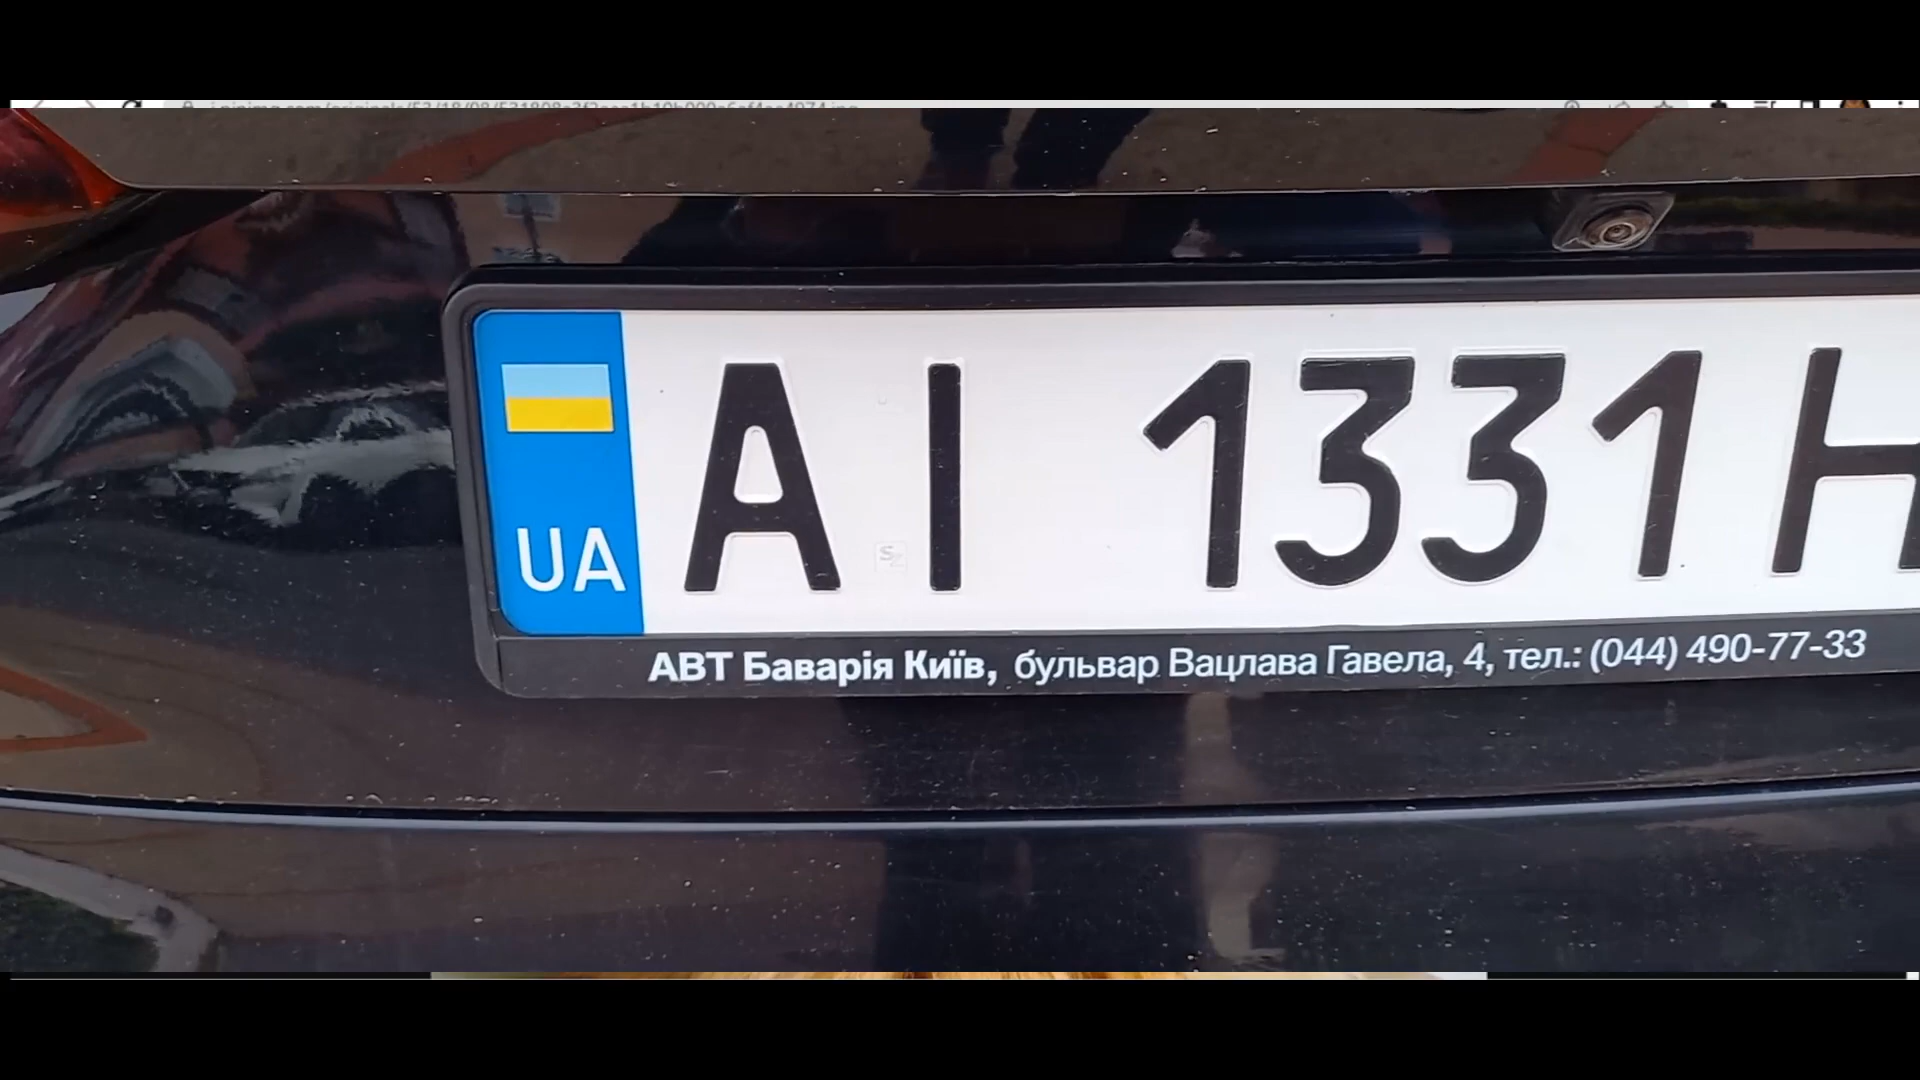 UA
AI 1331 H
АВТ Баварія Київ, бульвар Вацлава Гавела, 4, тел.: (044) 490-77-33